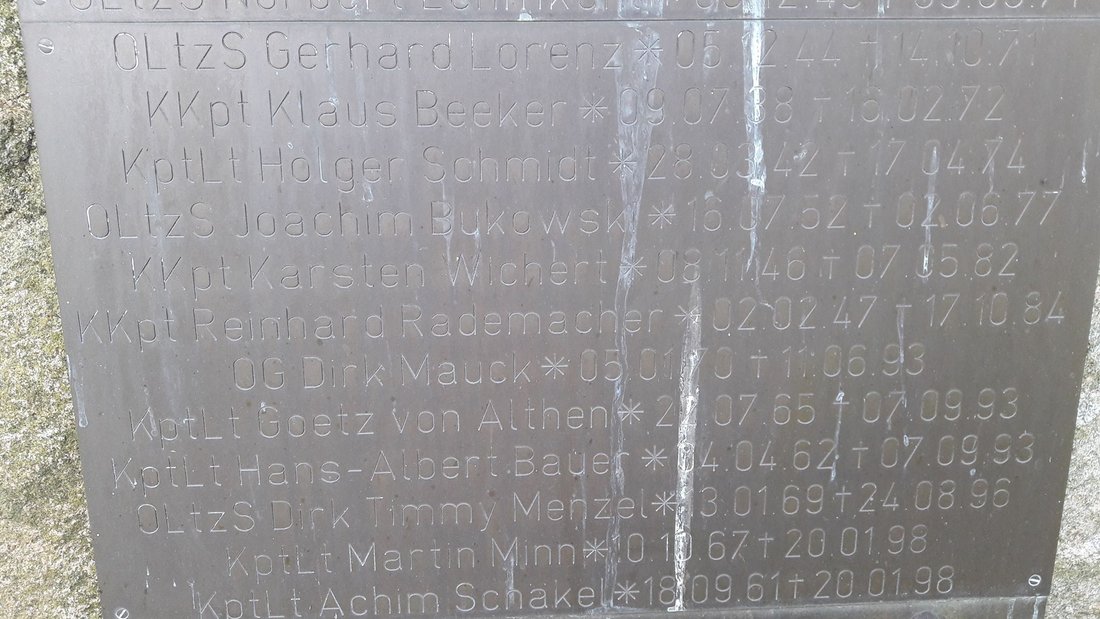 OLtzS Norbert
OLtzS Gerhard Lorenz * 05.12.44 † 14.10.71
KKpt Klaus Beeker * 09.07.38 † 16.02.72
KptLt Holger Schmidt * 28.03.42 † 17.04.74
OLtzS Joachim Bukowski * 16.07.52 † 02.06.77
KKpt Karsten Wichert * 08.11.46 † 07.05.82
KKpt Reinhard Rademacher * 02.02.47 † 17.10.84
OG Dirk Mauck * 05.01.70 † 11.06.93
KptLt Goetz von Althen * † 07.09.93
KptLt Hans-Albert Bauer * 04.04.62 † 07.09.93
OLtzS Dirk Timmy Menzel * 13.01.69 † 24.08.96
KptLt Martin Minn * 10.10.67 † 20.01.98
KptLt Achim Schäkel * 18.09.61 † 20.01.98